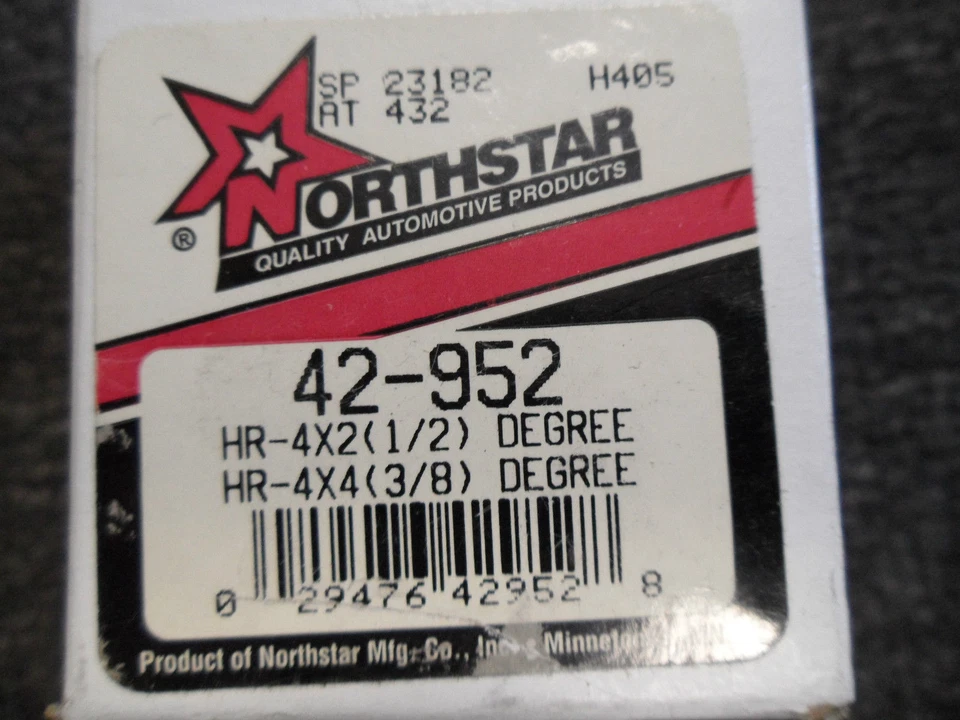 SP 23182 H405
AT 432
NORTHSTAR
QUALITY AUTOMOTIVE PRODUCTS
®
42-952
HR-4X2(1/2) DEGREE
HR-4X4(3/8) DEGREE
0 29476 42952 8
Product of Northstar Mfg. Co., Inc.